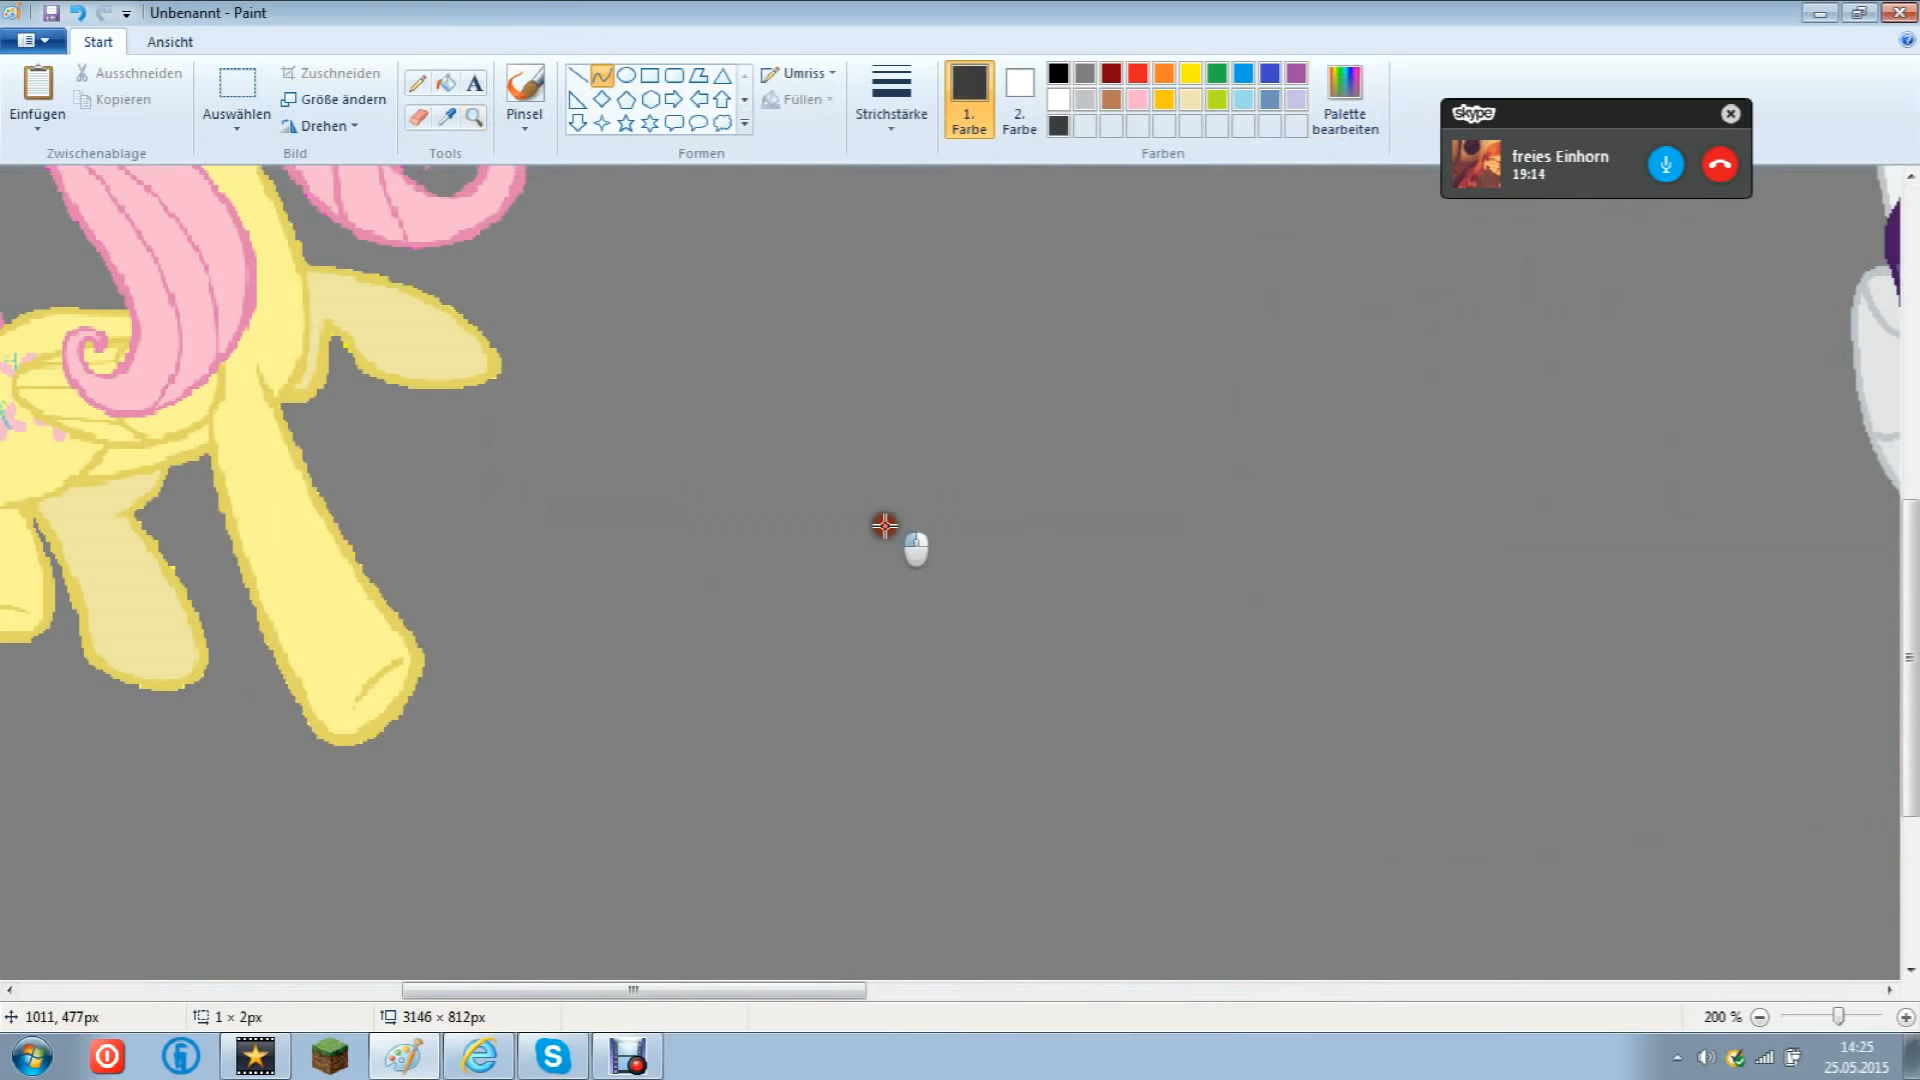 Unbenannt - Paint
Start
Ansicht
Einfügen
Ausschneiden
Kopieren
Zwischenablage
Auswählen
Zuschneiden
Größe ändern
Drehen
Bild
A
Tools
Pinsel
Umriss
Füllen
Formen
Strichstärke
1.
Farbe
2.
Farbe
Farben
Palette
bearbeiten
skype
freies Einhorn
19:14
1011, 477px
1 × 2px
3146 × 812px
200 %
14:25
25.05.2015